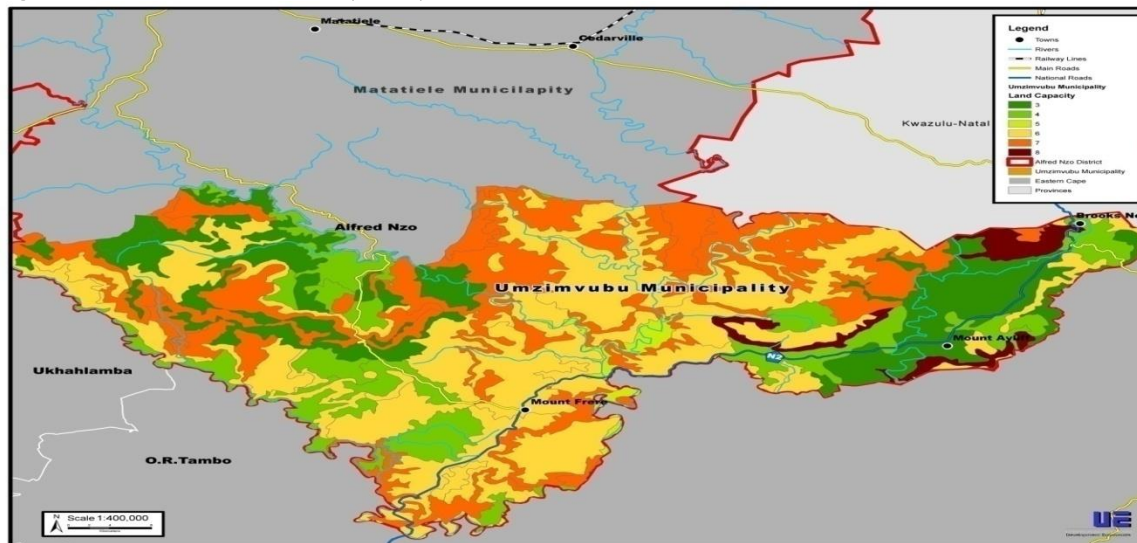 Matatiele
Cedarville
Matatiele Municilapity
Kwazulu-Natal
Alfred Nzo
Brooks Ne
Umzimvubu Municipality
Mount Ayliff
N2
Ukhahlamba
Mount Frere
O.R.Tambo
N
Scale 1:400,000
Legend
Towns
Rivers
Railway Lines
Main Roads
National Roads
Umzimvubu Municipality
Land Capacity
3
4
5
6
7
8
Alfred Nzo District
Umzimvubu Municipality
Eastern Cape
Provinces